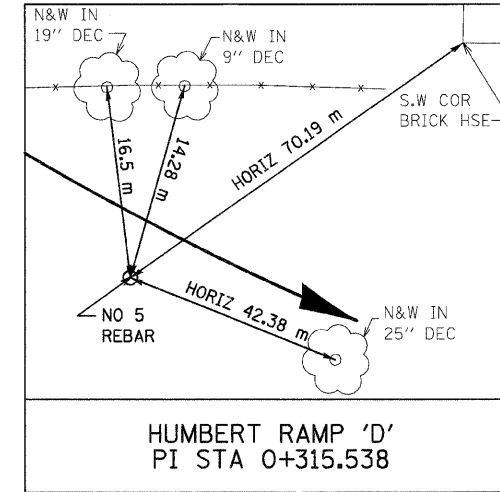 N&W IN
19" DEC
N&W IN
9" DEC
S.W COR
BRICK HSE
16.5 m
14.28 m
HORIZ 70.19 m
HORIZ 42.38 m
NO 5
REBAR
N&W IN
25" DEC
HUMBERT RAMP 'D'
PI STA 0+315.538